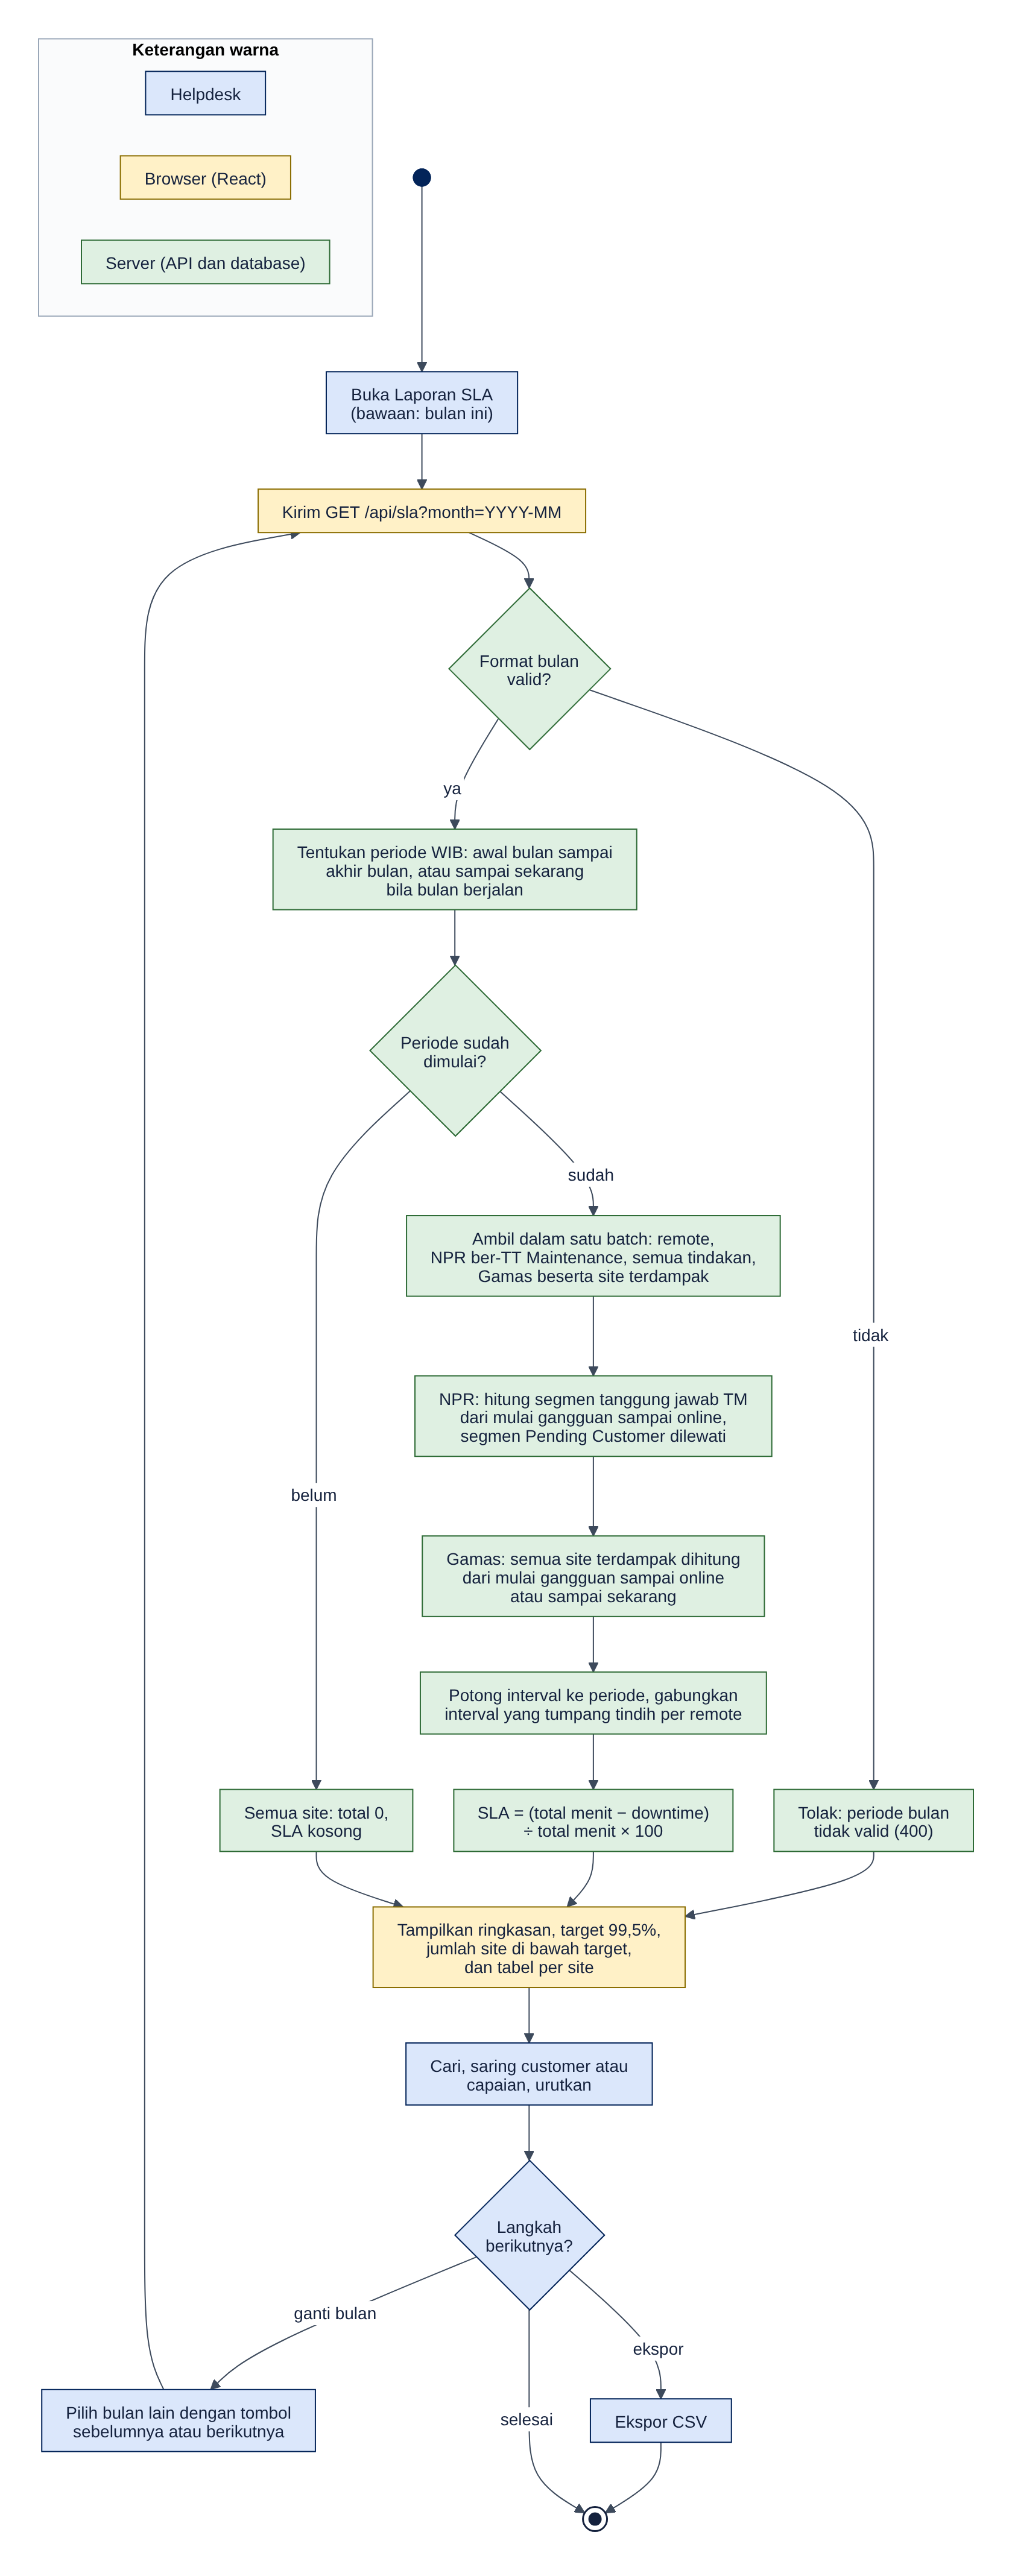 Keterangan warna
Helpdesk
Browser (React)
Server (API dan database)
Buka Laporan SLA
(bawaan: bulan ini)
Kirim GET /api/sla?month=YYYY-MM
Format bulan
valid?
ya
Tentukan periode WIB: awal bulan sampai
akhir bulan, atau sampai sekarang
bila bulan berjalan
Periode sudah
dimulai?
sudah
Ambil dalam satu batch: remote,
NPR ber-TT Maintenance, semua tindakan,
Gamas beserta site terdampak
tidak
NPR: hitung segmen tanggung jawab TM
dari mulai gangguan sampai online,
segmen Pending Customer dilewati
belum
Gamas: semua site terdampak dihitung
dari mulai gangguan sampai online
atau sampai sekarang
Potong interval ke periode, gabungkan
interval yang tumpang tindih per remote
Semua site: total 0,
SLA kosong
SLA = (total menit − downtime)
÷ total menit × 100
Tolak: periode bulan
tidak valid (400)
Tampilkan ringkasan, target 99,5%,
jumlah site di bawah target,
dan tabel per site
Cari, saring customer atau
capaian, urutkan
Langkah
berikutnya?
ganti bulan
ekspor
Pilih bulan lain dengan tombol
sebelumnya atau berikutnya
selesai
Ekspor CSV